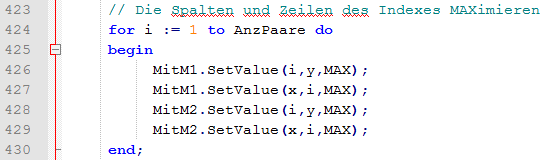 423 // Die Spalten und Zeilen des Indexes MAXimieren
424 for i := 1 to AnzPaare do
425 begin
426 MitM1.SetValue(i,y,MAX);
427 MitM1.SetValue(x,i,MAX);
428 MitM2.SetValue(i,y,MAX);
429 MitM2.SetValue(x,i,MAX);
430 end;